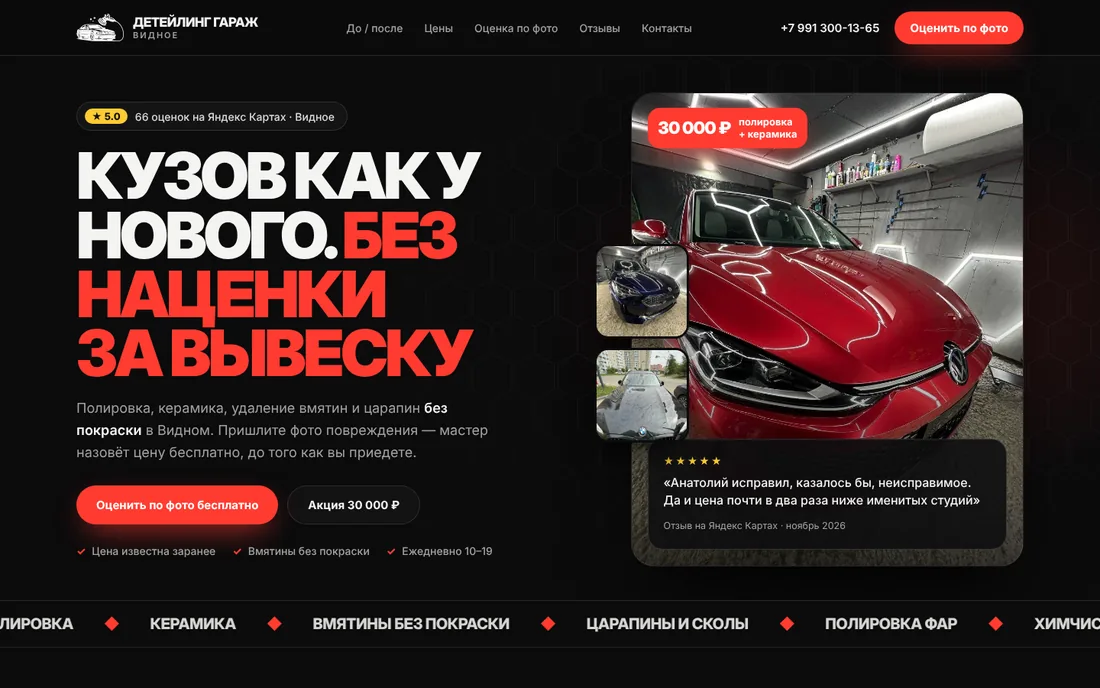 ДЕТЕЙЛИНГ ГАРАЖ
ВИДНОЕ
До / после
Цены
Оценка по фото
Отзывы
Контакты
+7 991 300-13-65
Оценить по фото
★ 5.0
66 оценок на Яндекс Картах · Видное
КУЗОВ КАК У
НОВОГО. БЕЗ
НАЦЕНКИ
ЗА ВЫВЕСКУ
Полировка, керамика, удаление вмятин и царапин без
покраски в Видном. Пришлите фото повреждения — мастер
назовёт цену бесплатно, до того как вы приедете.
Оценить по фото бесплатно
Акция 30 000 ₽
✓ Цена известна заранее
✓ Вмятины без покраски
✓ Ежедневно 10–19
30 000 ₽
полировка
+ керамика
★★★★★
«Анатолий исправил, казалось бы, неисправимое.
Да и цена почти в два раза ниже именитых студий»
Отзыв на Яндекс Картах · ноябрь 2026
ЛИРОВКА ◆ КЕРАМИКА ◆ ВМЯТИНЫ БЕЗ ПОКРАСКИ ◆ ЦАРАПИНЫ И СКОЛЫ ◆ ПОЛИРОВКА ФАР ◆ ХИМЧИС